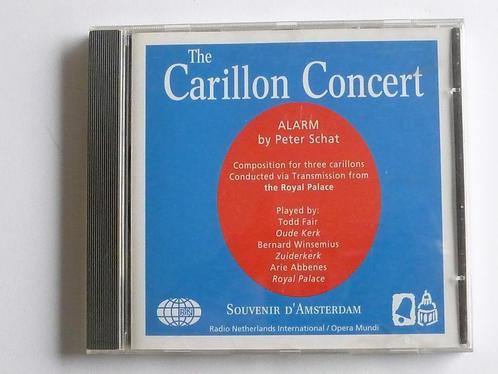 The
Carillon Concert
ALARM
by Peter Schat
Composition for three carillons
Conducted via Transmission from
the Royal Palace
Played by:
Todd Fair
Oude Kerk
Bernard Winsemius
Zuiderkerk
Arie Abbenes
Royal Palace
RN
SOUVENIR D'AMSTERDAM
Radio Netherlands International / Opera Mundi